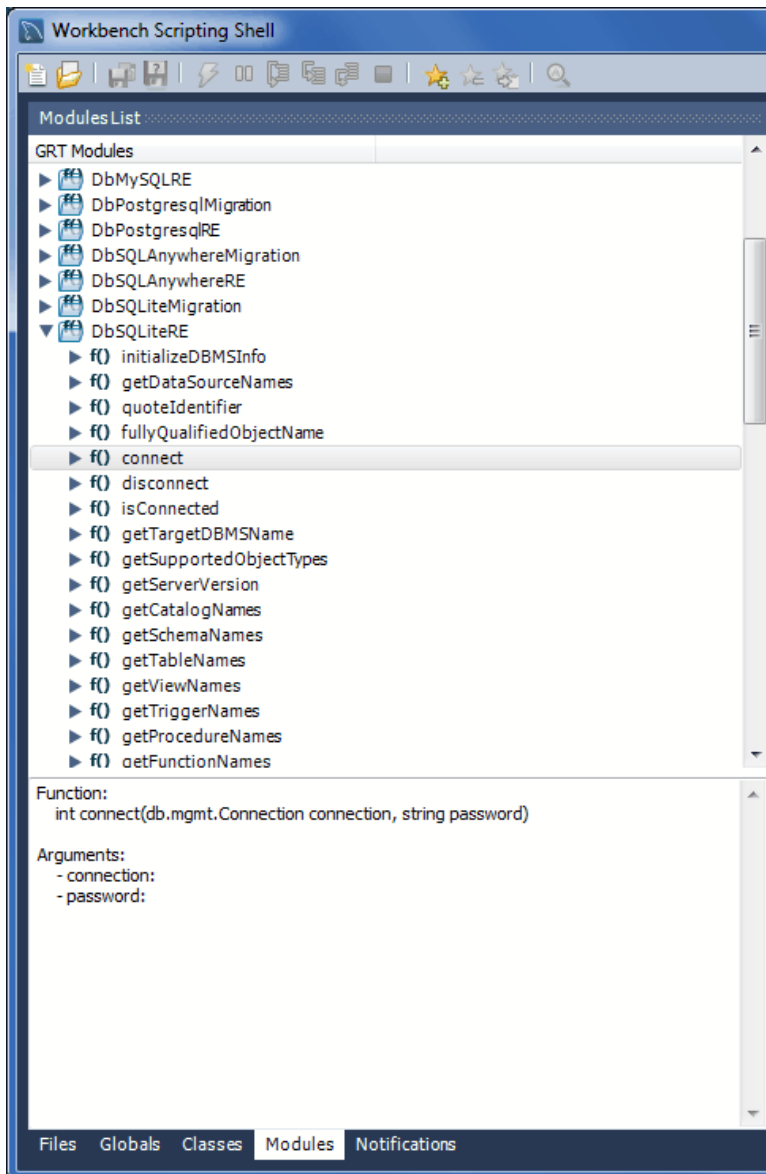 Workbench Scripting Shell
Modules List
GRT Modules
DbMySQLRE
DbPostgresqlMigration
DbPostgresqlRE
DbSQLAnywhereMigration
DbSQLAnywhereRE
DbSQLiteMigration
DbSQLiteRE
f() initializeDBMSInfo
f() getDataSourceNames
f() quoteIdentifier
f() fullyQualifiedObjectName
f() connect
f() disconnect
f() isConnected
f() getTargetDBMSName
f() getSupportedObjectTypes
f() getServerVersion
f() getCatalogNames
f() getSchemaNames
f() getTableNames
f() getViewNames
f() getTriggerNames
f() getProcedureNames
f() getFunctionNames
Function:
int connect(db.mgmt.Connection connection, string password)
Arguments:
- connection:
- password:
Files Globals Classes Modules Notifications